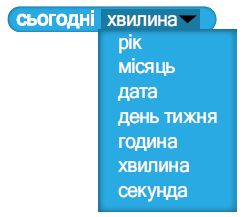 сьогодні хвилина
рік
місяць
дата
день тижня
година
хвилина
секунда